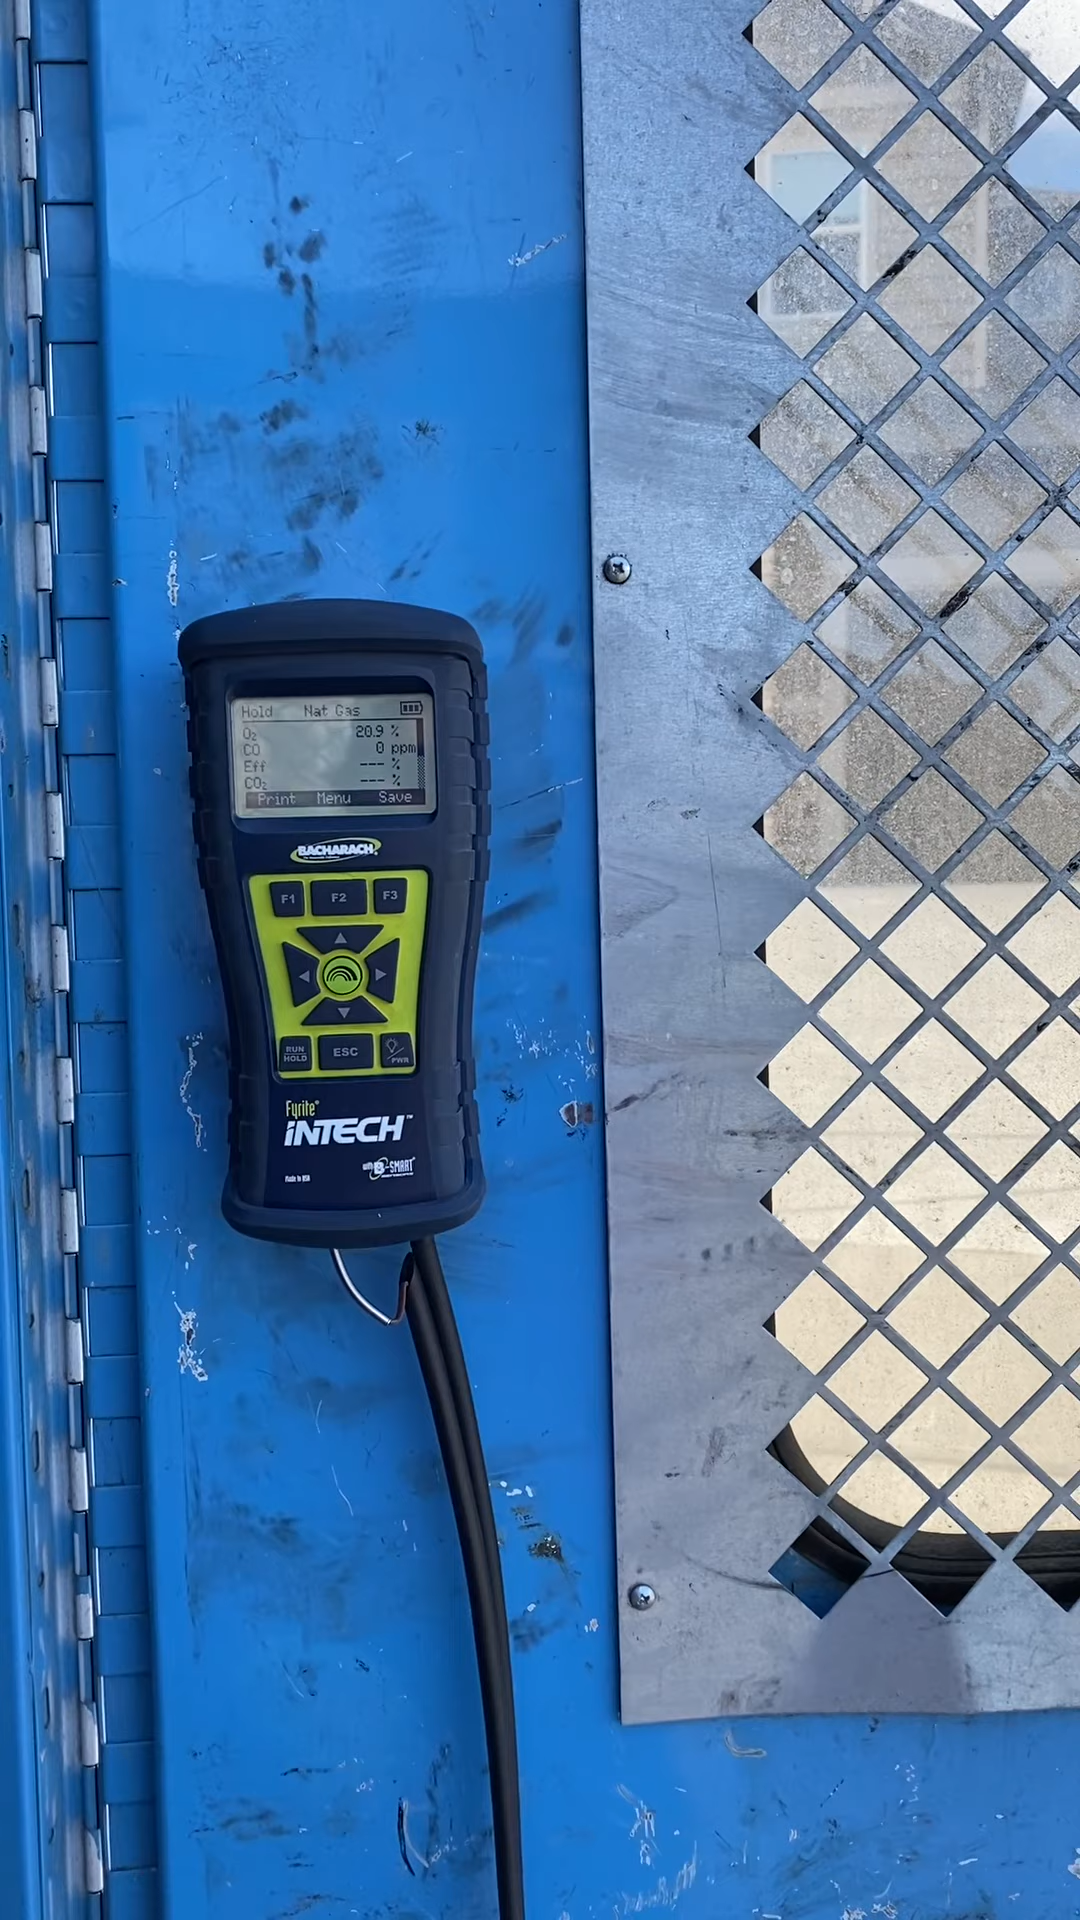 Hold Nat Gas
O₂ 20.9 %
CO 0 ppm
Eff --- %
CO₂ --- %
Print Menu Save
BACHARACH®
F1 F2 F3
RUN HOLD ESC PWR
Fyrite®
INTECH™
with B-SMART®
Made in USA